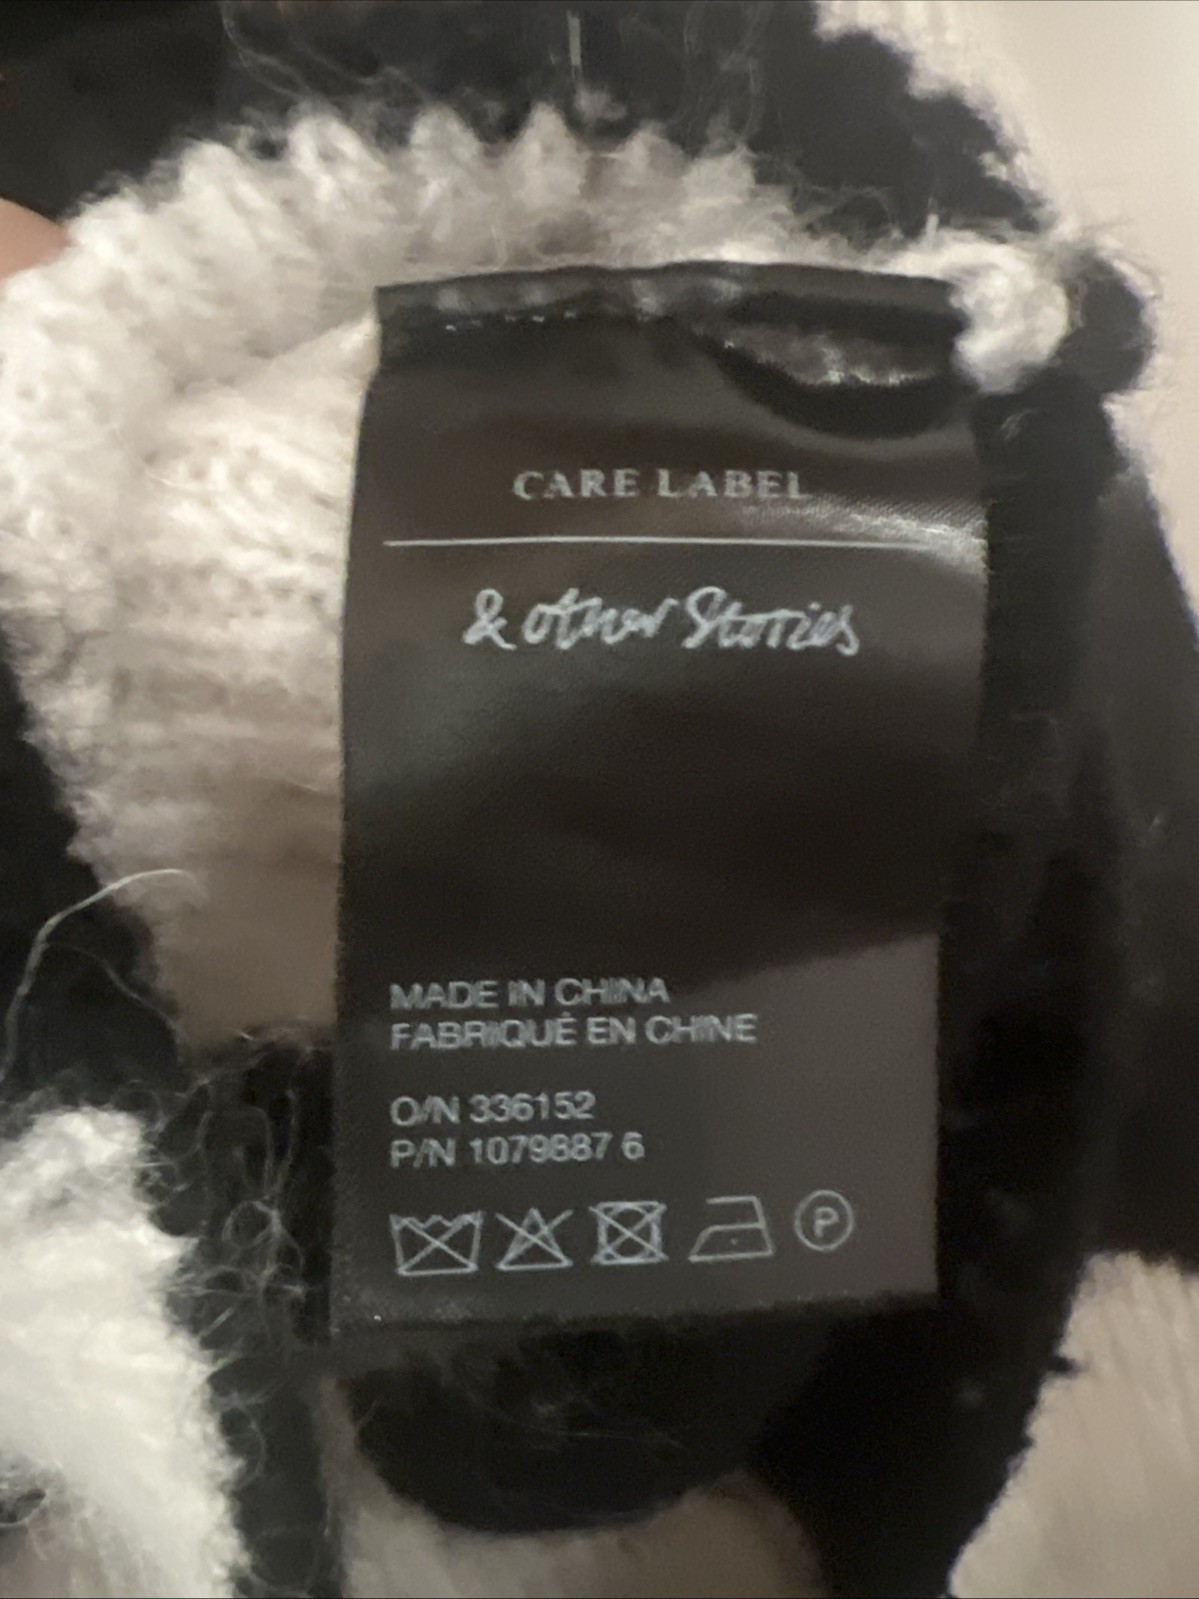 CARE LABEL
& other Stories
MADE IN CHINA
FABRIQUÉ EN CHINE
O/N 336152
P/N 1079887 6
P